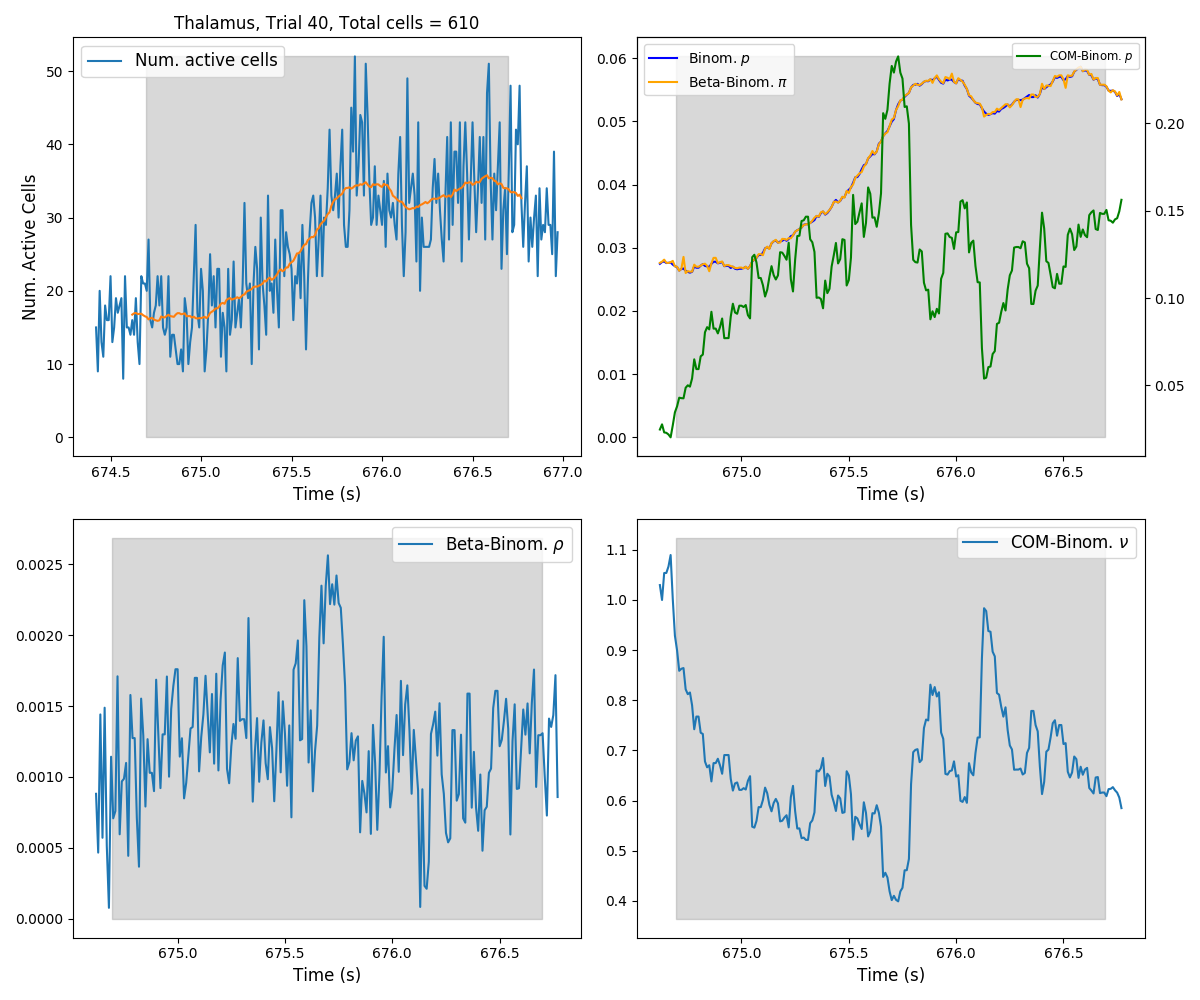 Thalamus, Trial 40, Total cells = 610
Num. active cells
Num. Active Cells
50
40
30
20
10
0
674.5 675.0 675.5 676.0 676.5 677.0
Time (s)
Binom. p
Beta-Binom. π
COM-Binom. p
0.06
0.05
0.04
0.03
0.02
0.01
0.00
0.20
0.15
0.10
0.05
675.0 675.5 676.0 676.5
Time (s)
Beta-Binom. ρ
0.0025
0.0020
0.0015
0.0010
0.0005
0.0000
675.0 675.5 676.0 676.5
Time (s)
COM-Binom. ν
1.1
1.0
0.9
0.8
0.7
0.6
0.5
0.4
675.0 675.5 676.0 676.5
Time (s)